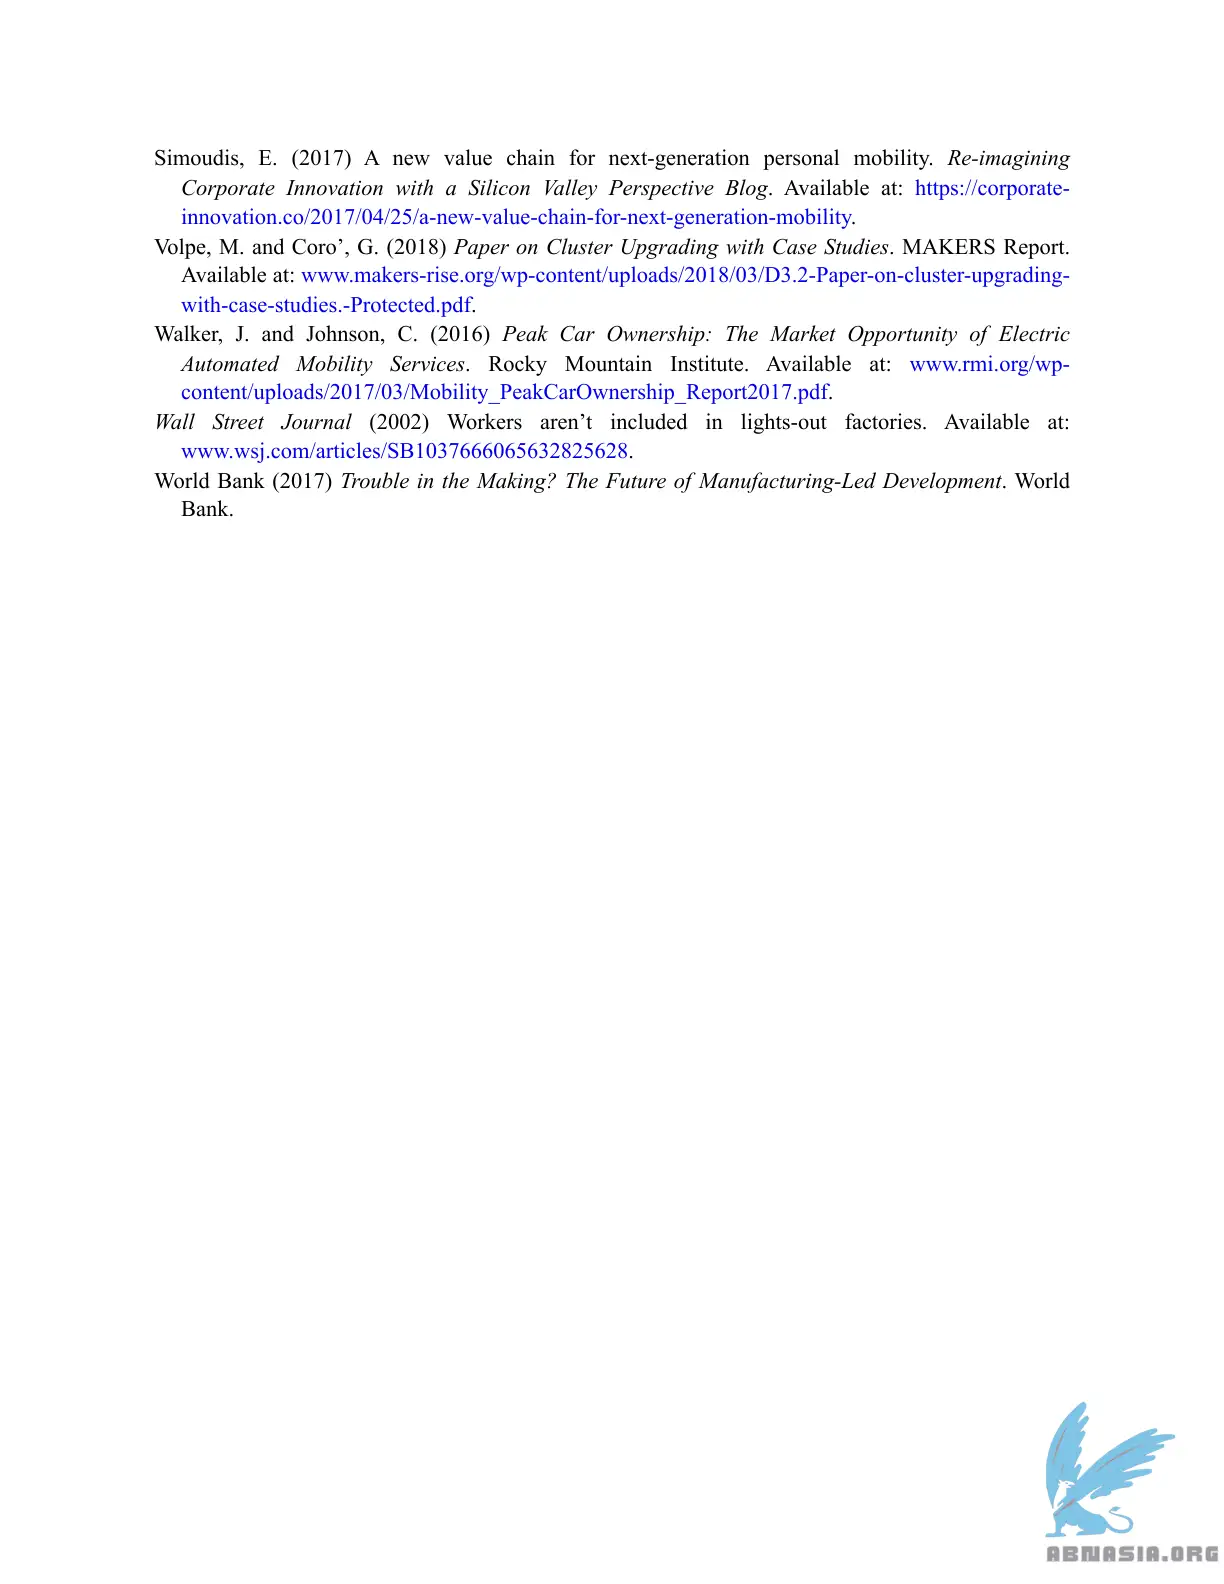 Simoudis, E. (2017) A new value chain for next-generation personal mobility. Re-imagining
Corporate Innovation with a Silicon Valley Perspective Blog. Available at: https://corporate-
innovation.co/2017/04/25/a-new-value-chain-for-next-generation-mobility.
Volpe, M. and Coro’, G. (2018) Paper on Cluster Upgrading with Case Studies. MAKERS Report.
Available at: www.makers-rise.org/wp-content/uploads/2018/03/D3.2-Paper-on-cluster-upgrading-
with-case-studies.-Protected.pdf.
Walker, J. and Johnson, C. (2016) Peak Car Ownership: The Market Opportunity of Electric
Automated Mobility Services. Rocky Mountain Institute. Available at: www.rmi.org/wp-
content/uploads/2017/03/Mobility_PeakCarOwnership_Report2017.pdf.
Wall Street Journal (2002) Workers aren’t included in lights-out factories. Available at:
www.wsj.com/articles/SB1037666065632825628.
World Bank (2017) Trouble in the Making? The Future of Manufacturing-Led Development. World
Bank.
ABNASIA.ORG